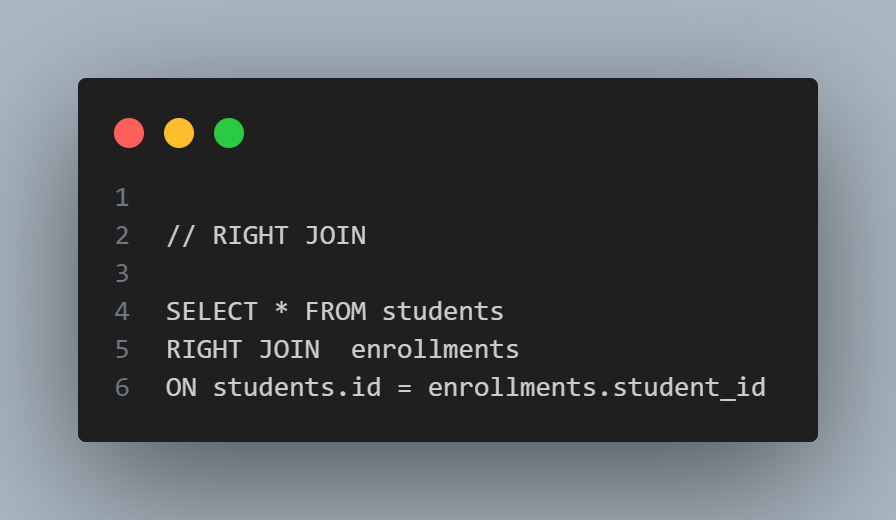 1
2 // RIGHT JOIN
3
4 SELECT * FROM students
5 RIGHT JOIN  enrollments
6 ON students.id = enrollments.student_id